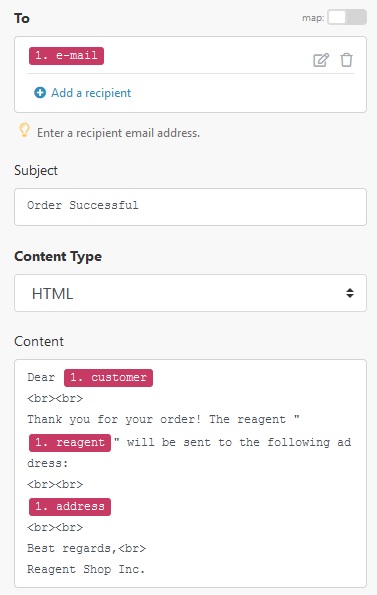 To
map:
1. e-mail
Add a recipient
Enter a recipient email address.
Subject
Order Successful
Content Type
HTML
Content
Dear 1. customer
<br><br>
Thank you for your order! The reagent "
1. reagent " will be sent to the following ad
dress:
<br><br>
1. address
<br><br>
Best regards,<br>
Reagent Shop Inc.